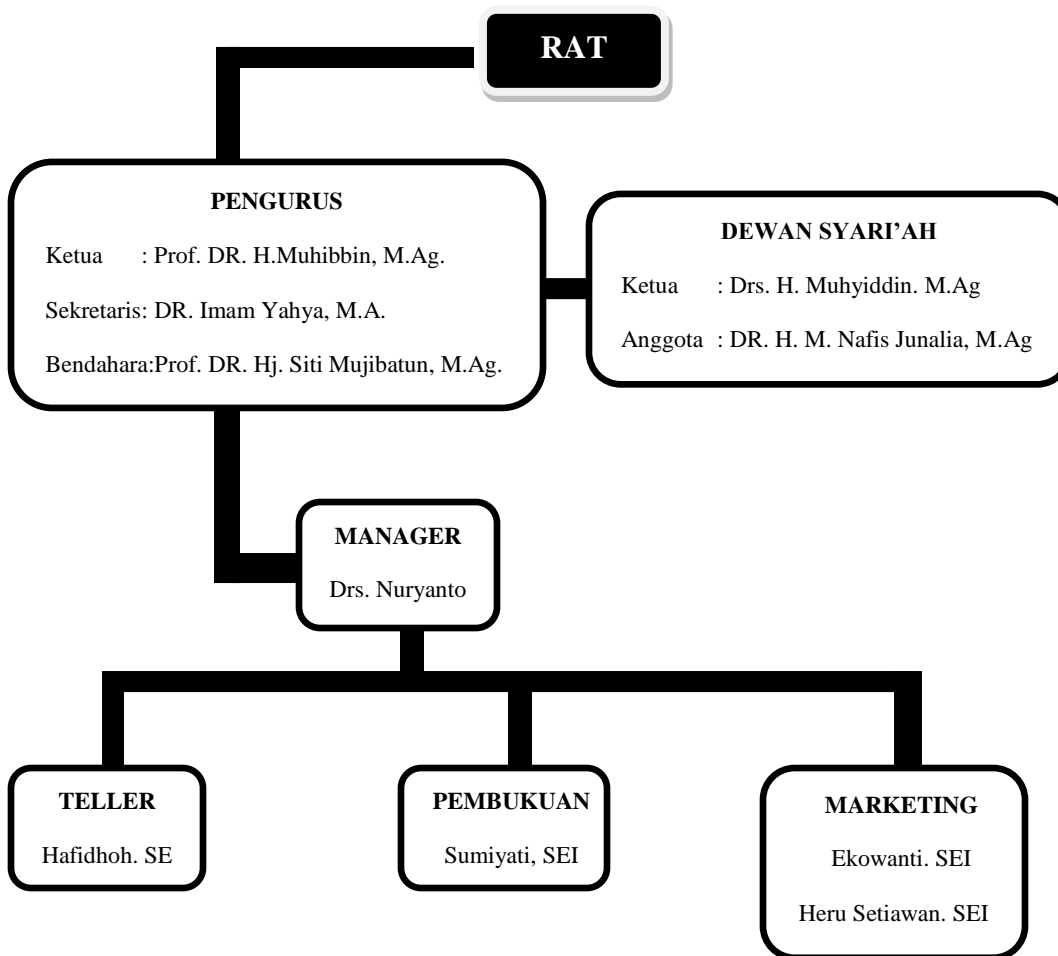 RAT
PENGURUS
Ketua : Prof. DR. H.Muhibbin, M.Ag.
Sekretaris: DR. Imam Yahya, M.A.
Bendahara:Prof. DR. Hj. Siti Mujibatun, M.Ag.
DEWAN SYARI’AH
Ketua : Drs. H. Muhyiddin. M.Ag
Anggota : DR. H. M. Nafis Junalia, M.Ag
MANAGER
Drs. Nuryanto
TELLER
Hafidhoh. SE
PEMBUKUAN
Sumiyati, SEI
MARKETING
Ekowanti. SEI
Heru Setiawan. SEI